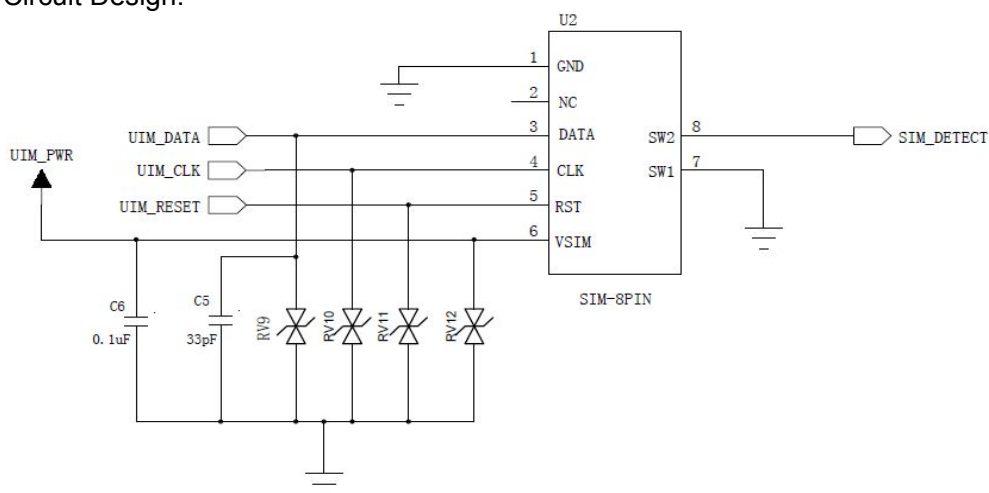 Circuit Design:
U2
1 GND
2 NC
UIM_DATA 3 DATA SW2 8 SIM_DETECT
UIM_PWR
UIM_CLK 4 CLK SW1 7
UIM_RESET 5 RST
6 VSIM
SIM-8PIN
C6
0.1uF
C5
33pF
RV9
RV10
RV11
RV12